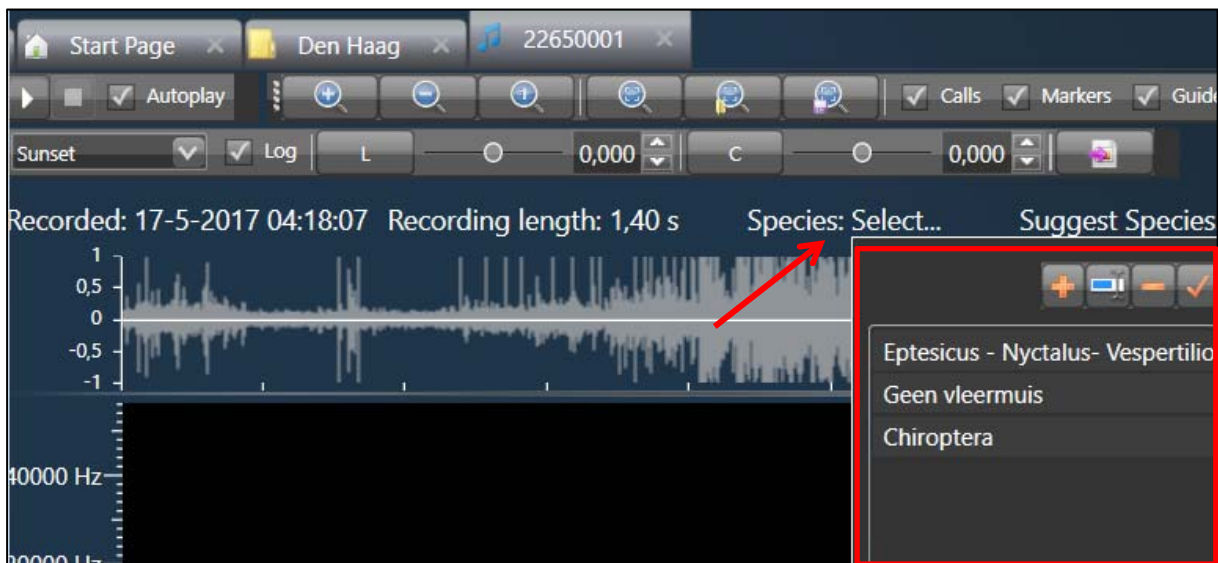 Start Page Den Haag 22650001
Autoplay Calls Markers Guide
Sunset Log L 0,000 C 0,000
Recorded: 17-5-2017 04:18:07 Recording length: 1,40 s Species: Select... Suggest Species
1
0,5
0
-0,5
-1
Eptesicus - Nyctalus- Vespertilio
Geen vleermuis
Chiroptera
40000 Hz